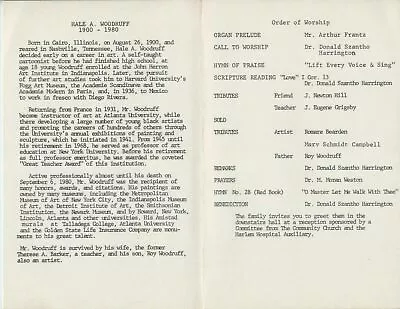 HALE A. WOODRUFF
1900 - 1980
Born in Cairo, Illinois, on August 26, 1900, and
reared in Nashville, Tennessee, Hale A. Woodruff
decided early on a career in art. A self-taught
cartoonist before he had finished high school, at
age 18 young Woodruff enrolled at the John Herron
Art Institute in Indianapolis. Later, the pursuit
of further art studies took him to Harvard University's
Fogg Art Museum, the Academie Scandinave and the
Academie Modern in Paris, and, in 1936, to Mexico
to work in fresco with Diego Rivera.
Returning from France in 1931, Mr. Woodruff
became instructor of art at Atlanta University, while
there developing a large number of young black artists
and promoting the careers of hundreds of others through
the University's annual exhibitions of painting and
sculpture, which he initiated in 1941. From 1945 until
his retirement in 1968, he served as professor of art
education at New York University. Before his retirement
as full professor emeritus, he was awarded the coveted
"Great Teacher Award" of this institution.
Active professionally almost until his death on
September 6, 1980, Mr. Woodruff was the recipient of
many honors, awards, and citations. His paintings are
owned by many museums, including the Metropolitan
Museum of Art of New York City, the Indianapolis Museum
of Art, the Detroit Institute of Art, the Smithsonian
Institution, the Newark Museum, and by Howard, New York,
Lincoln, Atlanta and other universities. His Amistad
murals at Talladega College, Atlanta University
and the Golden State Life Insurance Company are monu-
ments to his great talent.
Mr. Woodruff is survived by his wife, the former
Therese A. Barker, a teacher, and his son, Roy Woodruff,
also an artist.
Order of Worship
ORGAN PRELUDE Mr. Arthur Frantz
CALL TO WORSHIP Dr. Donald Szantho
Harrington
HYMN OF PRAISE "Lift Every Voice & Sing"
SCRIPTURE READING "Love" I Cor. 13
Dr. Donald Szantho Harrington
TRIBUTES Friend J. Newton Hill
Teacher J. Eugene Grigsby
SOLO
TRIBUTES Artist Romare Bearden
Mary Schmidt Campbell
Father Roy Woodruff
REMARKS Dr. Donald Szantho Harrington
PRAYERS Dr. M. Moran Weston
HYMN No. 28 (Red Book) "O Master Let Me Walk With Thee"
BENEDICTION Dr. Donald Szantho Harrington
The family invites you to greet them in the
downstairs hall at a reception sponsored by a
Committee from The Community Church and the
Harlem Hospital Auxiliary.